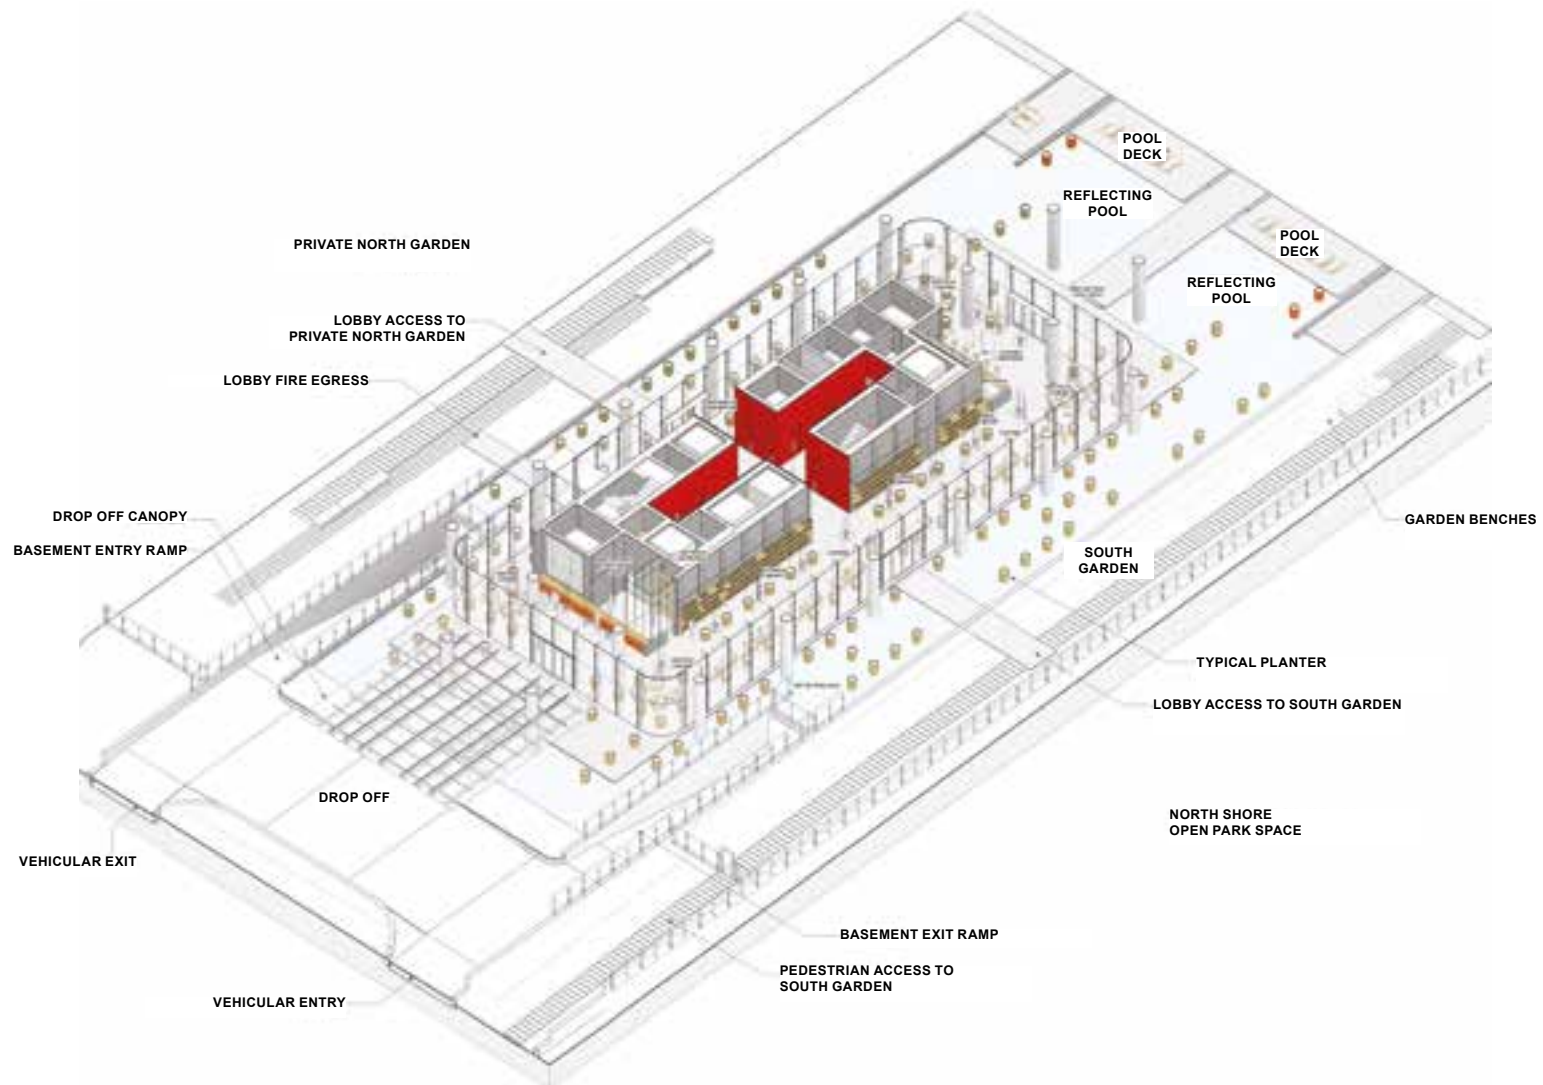 POOL
DECK
REFLECTING
POOL
PRIVATE NORTH GARDEN
POOL
DECK
REFLECTING
POOL
LOBBY ACCESS TO
PRIVATE NORTH GARDEN
LOBBY FIRE EGRESS
DROP OFF CANOPY
GARDEN BENCHES
BASEMENT ENTRY RAMP
SOUTH
GARDEN
TYPICAL PLANTER
LOBBY ACCESS TO SOUTH GARDEN
DROP OFF
NORTH SHORE
OPEN PARK SPACE
VEHICULAR EXIT
BASEMENT EXIT RAMP
PEDESTRIAN ACCESS TO
SOUTH GARDEN
VEHICULAR ENTRY